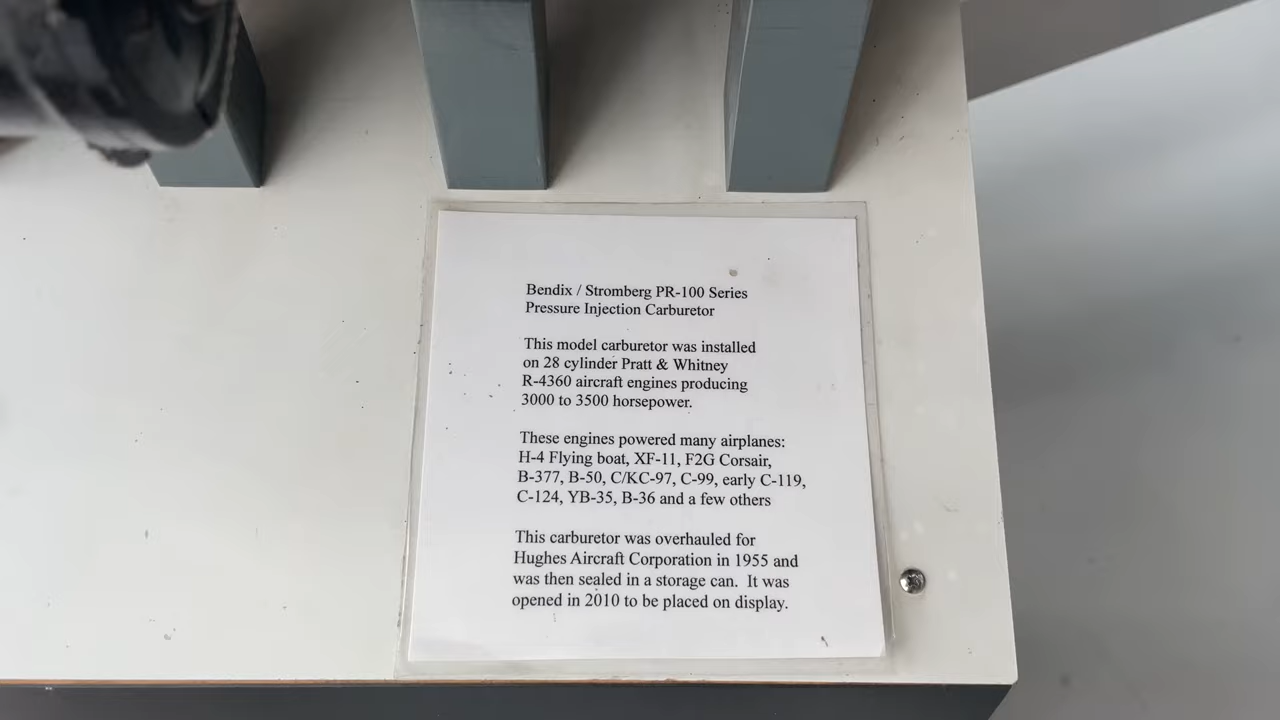 Bendix / Stromberg PR-100 Series
Pressure Injection Carburetor
This model carburetor was installed
on 28 cylinder Pratt & Whitney
R-4360 aircraft engines producing
3000 to 3500 horsepower.
These engines powered many airplanes:
H-4 Flying boat, XF-11, F2G Corsair,
B-377, B-50, C/KC-97, C-99, early C-119,
C-124, YB-35, B-36 and a few others
This carburetor was overhauled for
Hughes Aircraft Corporation in 1955 and
was then sealed in a storage can.  It was
opened in 2010 to be placed on display.